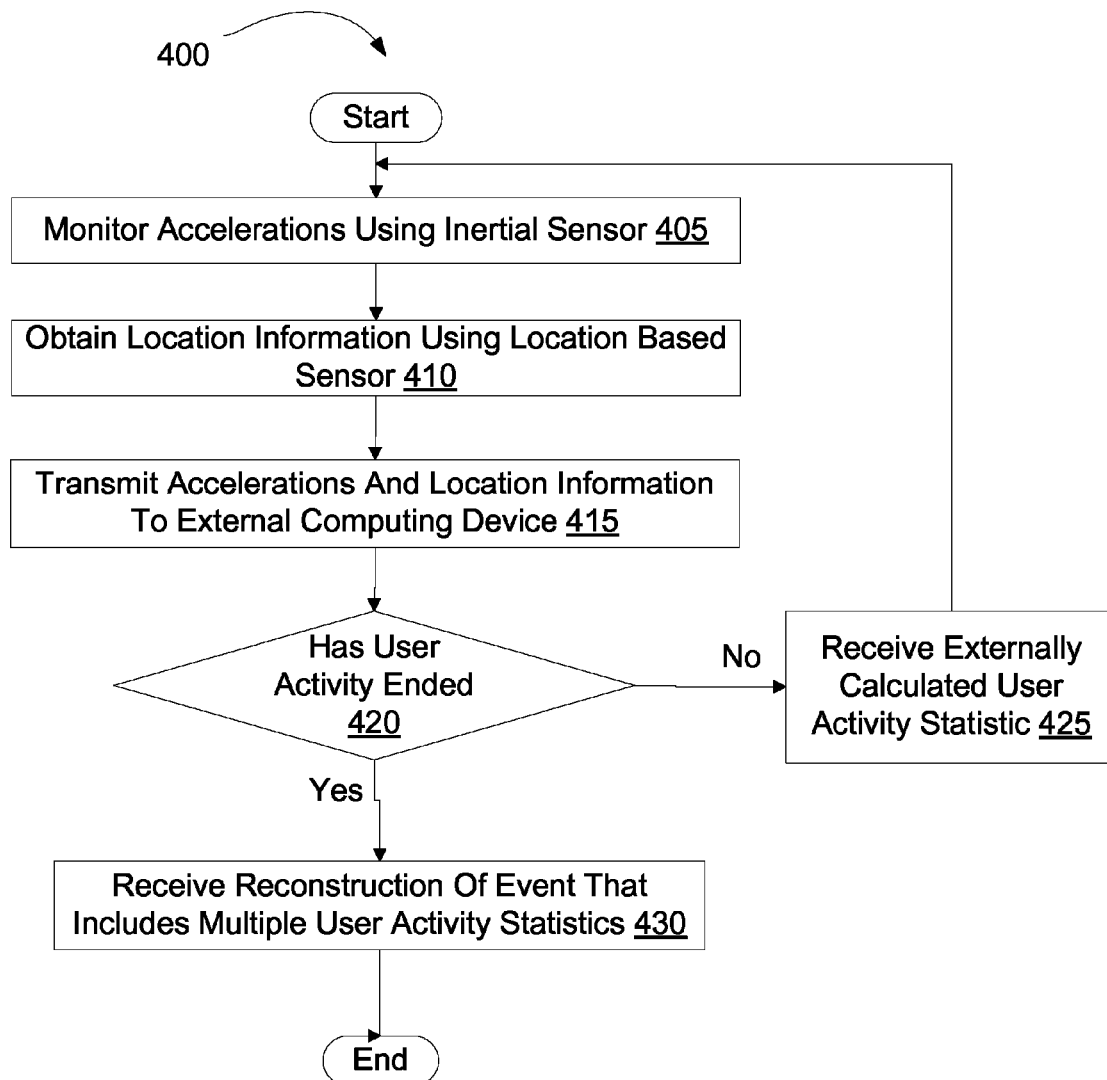 400
Start
Monitor Accelerations Using Inertial Sensor 405
Obtain Location Information Using Location Based
Sensor 410
Transmit Accelerations And Location Information
To External Computing Device 415
Has User
Activity Ended
420
No
Receive Externally
Calculated User
Activity Statistic 425
Yes
Receive Reconstruction Of Event That
Includes Multiple User Activity Statistics 430
End